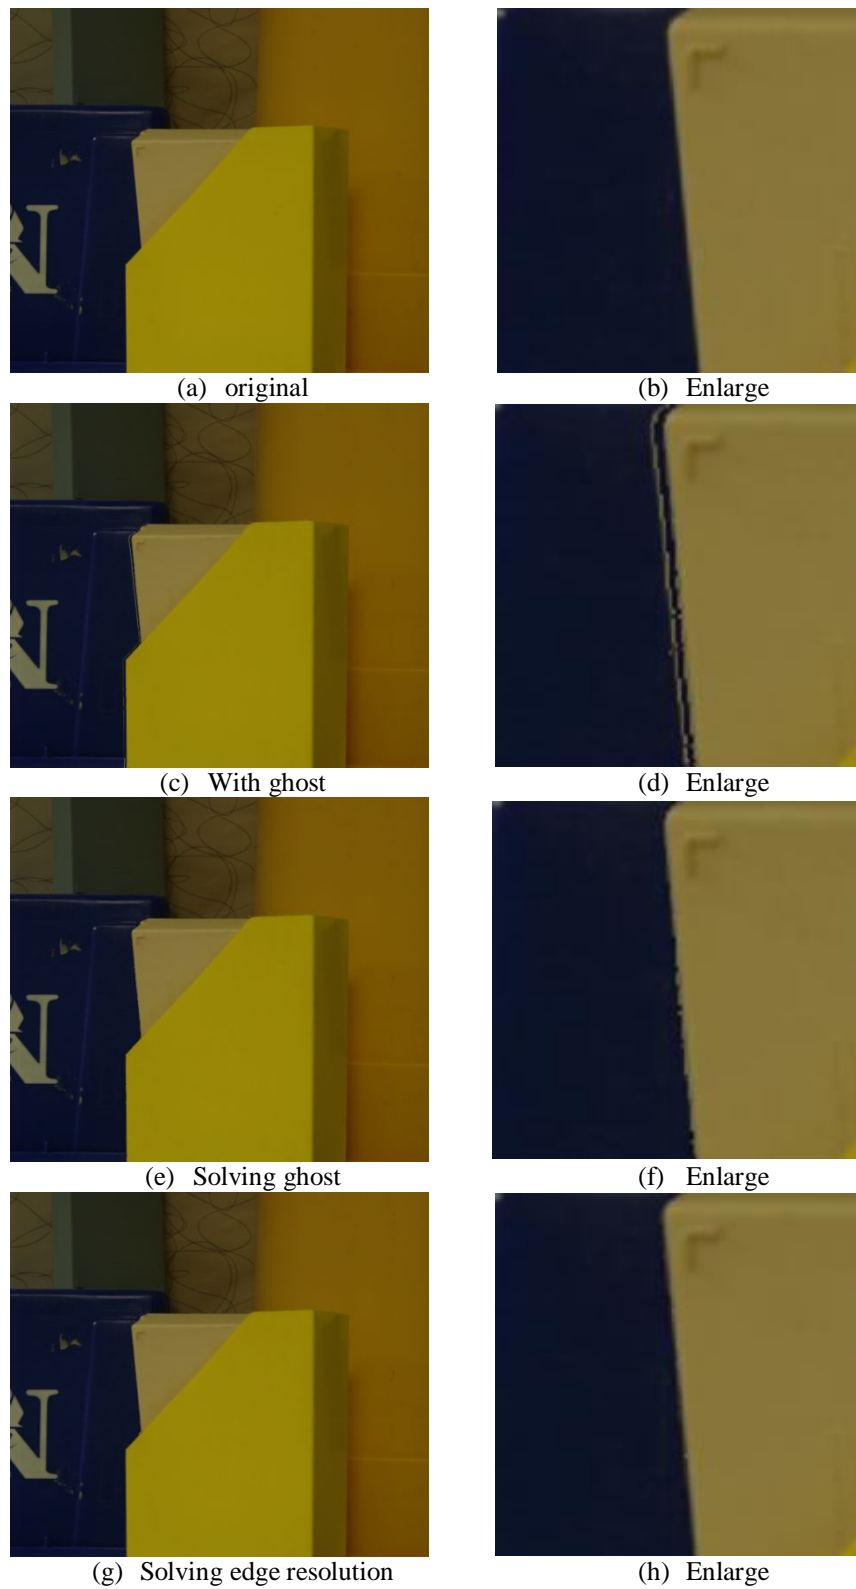 (a) original
(b) Enlarge
N
(c) With ghost
(d) Enlarge
N
(e) Solving ghost
(f) Enlarge
N
(g) Solving edge resolution
(h) Enlarge
N